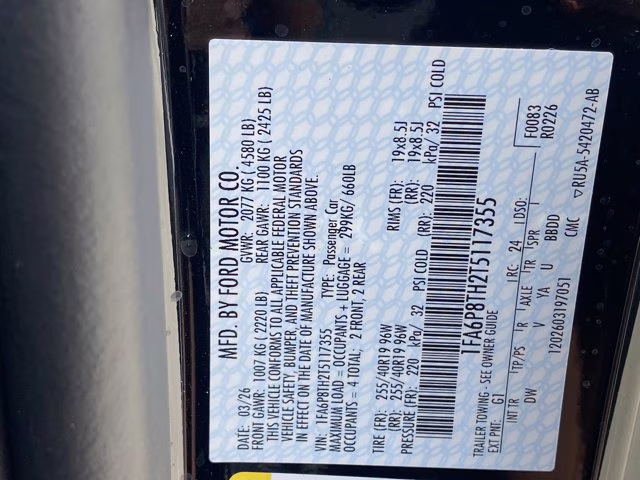 MFD. BY FORD MOTOR CO.
DATE: 03/26 GVWR: 2077 KG ( 4580 LB)
FRONT GAWR: 1007 KG ( 2220 LB) REAR GAWR: 1100 KG ( 2425 LB)
THIS VEHICLE CONFORMS TO ALL APPLICABLE FEDERAL MOTOR
VEHICLE SAFETY, BUMPER, AND THEFT PREVENTION STANDARDS
IN EFFECT ON THE DATE OF MANUFACTURE SHOWN ABOVE.
VIN: 1FA6P8TH2T5117355 TYPE: Passenger Car
MAXIMUM LOAD = OCCUPANTS + LUGGAGE = 299KG/ 660LB
OCCUPANTS = 4 TOTAL; 2 FRONT, 2 REAR
TIRE (FR): 255/40R19 96W RIMS (FR): 19x8.5J
(RR): 255/40R19 96W (RR): 19x8.5J
PRESSURE (FR): 220 kPa/ 32 PSI COLD (RR): 220 kPa/ 32 PSI COLD
1FA6P8TH2T5117355
TRAILER TOWING - SEE OWNER GUIDE
EXT PNT: G1 RC: 24 DSO: F0083
INT TR TP/PS R AXLE TR SPR R0226
DW V YA U BBDD
1202603197051 CMC ▽RU5A-5420472-AB